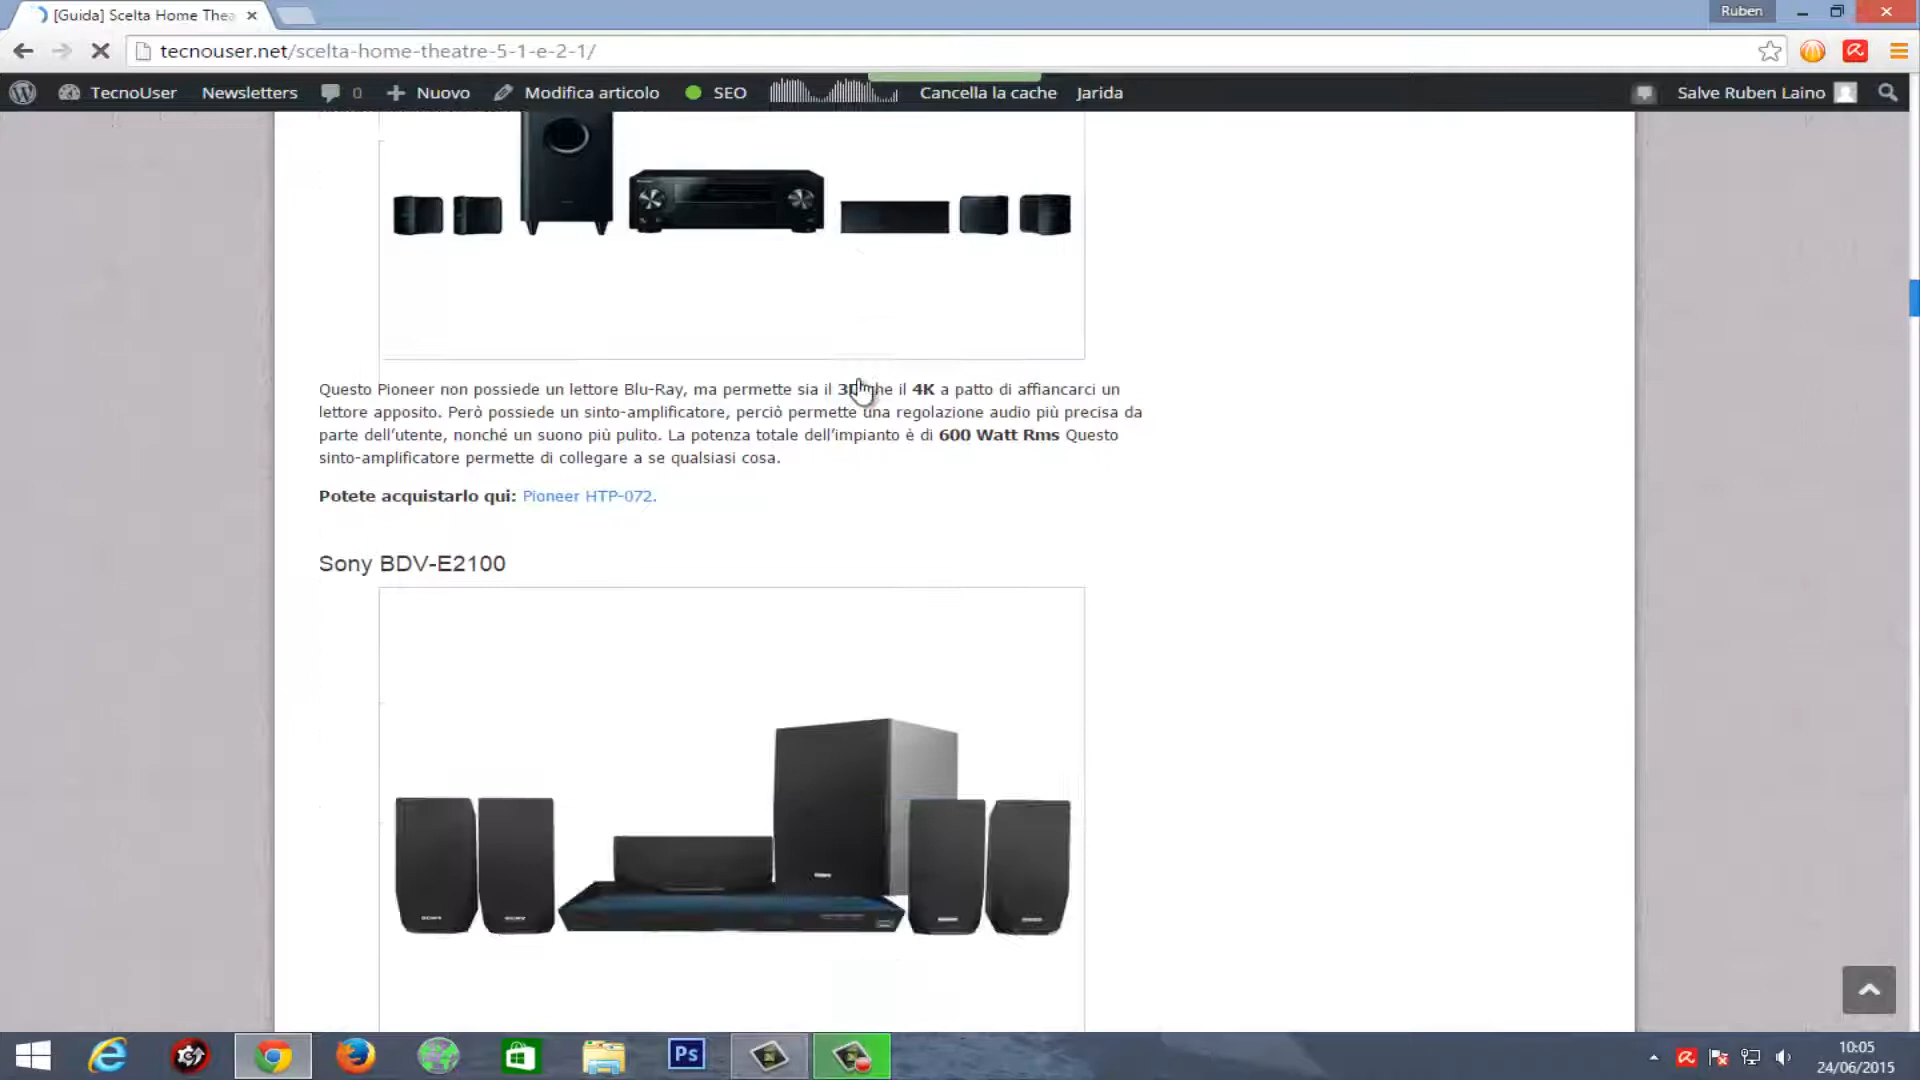 [Guida] Scelta Home Thea
Ruben
tecnouser.net/scelta-home-theatre-5-1-e-2-1/
TecnoUser Newsletters 0 Nuovo Modifica articolo SEO Cancella la cache Jarida Salve Ruben Laino
Questo Pioneer non possiede un lettore Blu-Ray, ma permette sia il 3D che il 4K a patto di affiancarci un
lettore apposito. Però possiede un sinto-amplificatore, perciò permette una regolazione audio più precisa da
parte dell'utente, nonché un suono più pulito. La potenza totale dell'impianto è di 600 Watt Rms Questo
sinto-amplificatore permette di collegare a se qualsiasi cosa.
Potete acquistarlo qui: Pioneer HTP-072.
Sony BDV-E2100
SONY SONY
Ps
10:05
24/06/2015